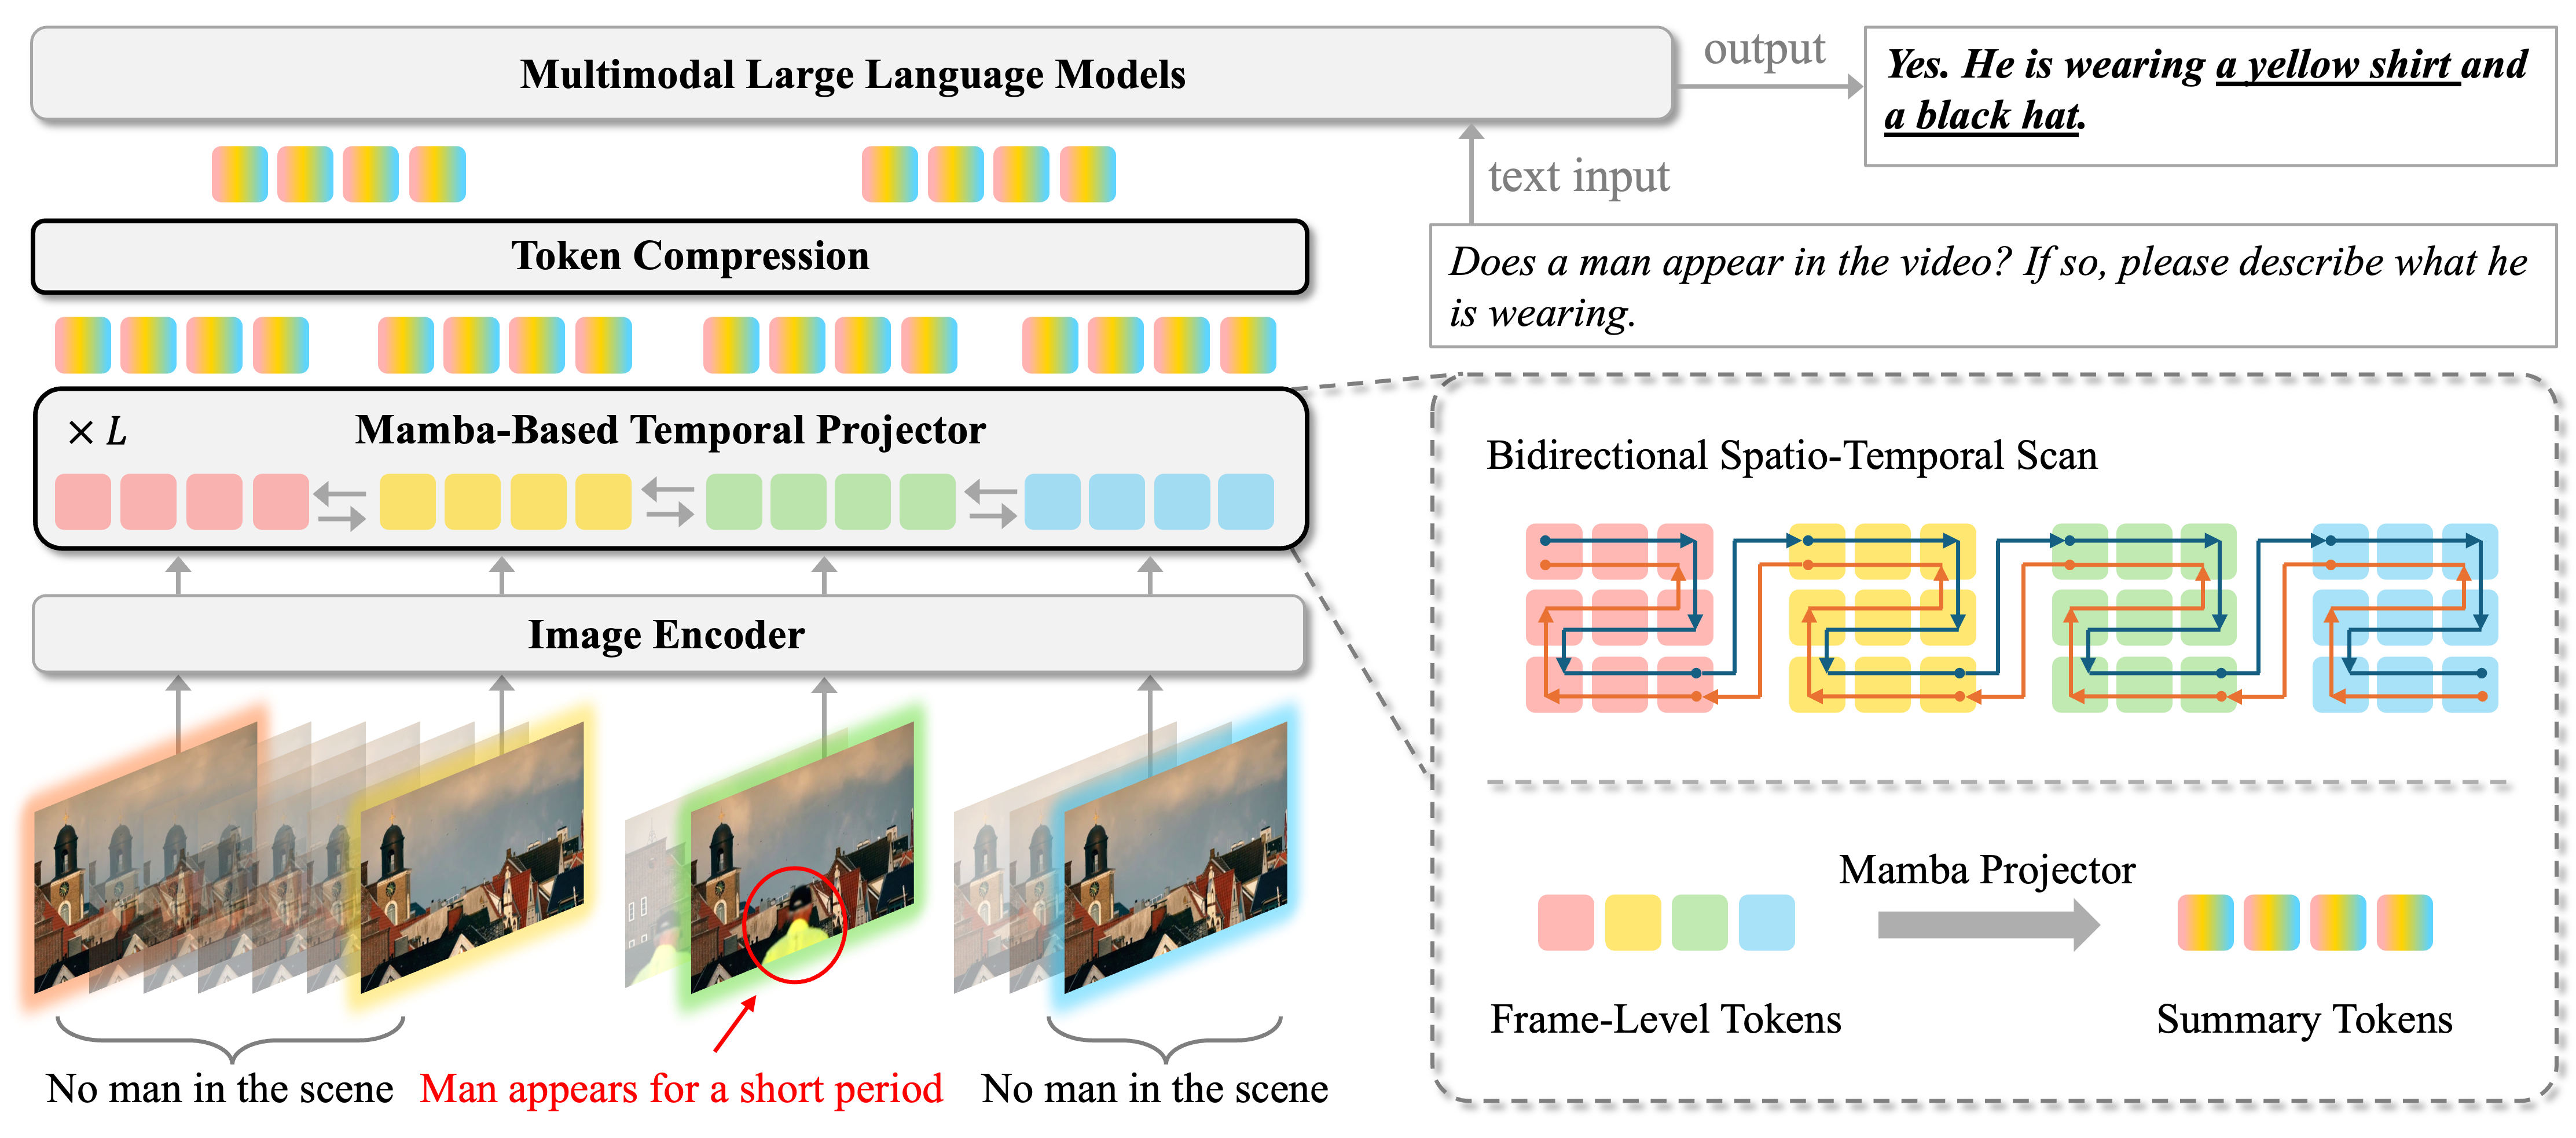 Multimodal Large Language Models
output
Yes. He is wearing a yellow shirt and
a black hat.
text input
Token Compression
Does a man appear in the video? If so, please describe what he
is wearing.
× L
Mamba-Based Temporal Projector
Image Encoder
No man in the scene
Man appears for a short period
No man in the scene
Bidirectional Spatio-Temporal Scan
Mamba Projector
Frame-Level Tokens
Summary Tokens